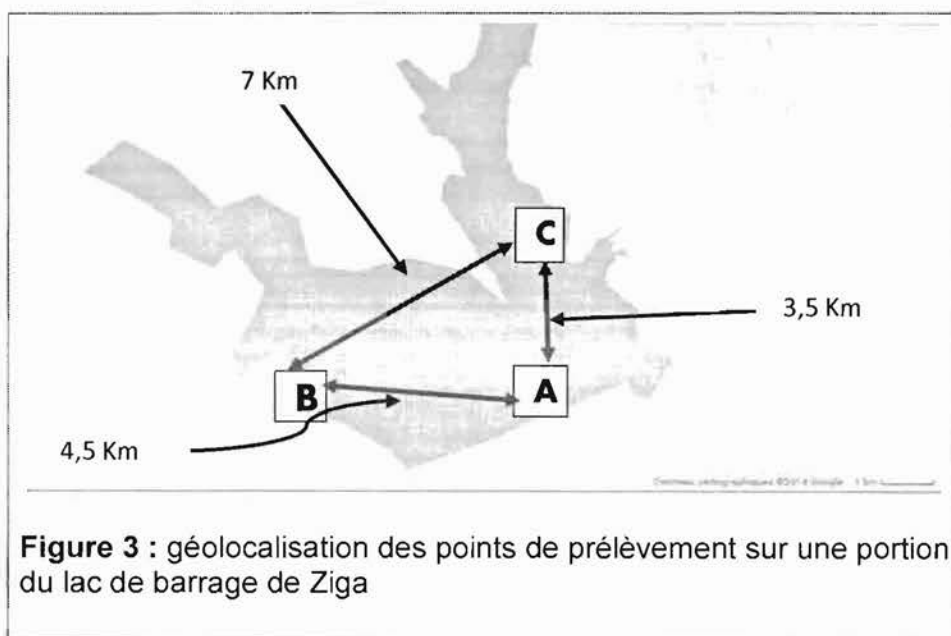 7 Km
C
3,5 Km
B
A
4,5 Km
Figure 3 : géolocalisation des points de prélèvement sur une portion
du lac de barrage de Ziga